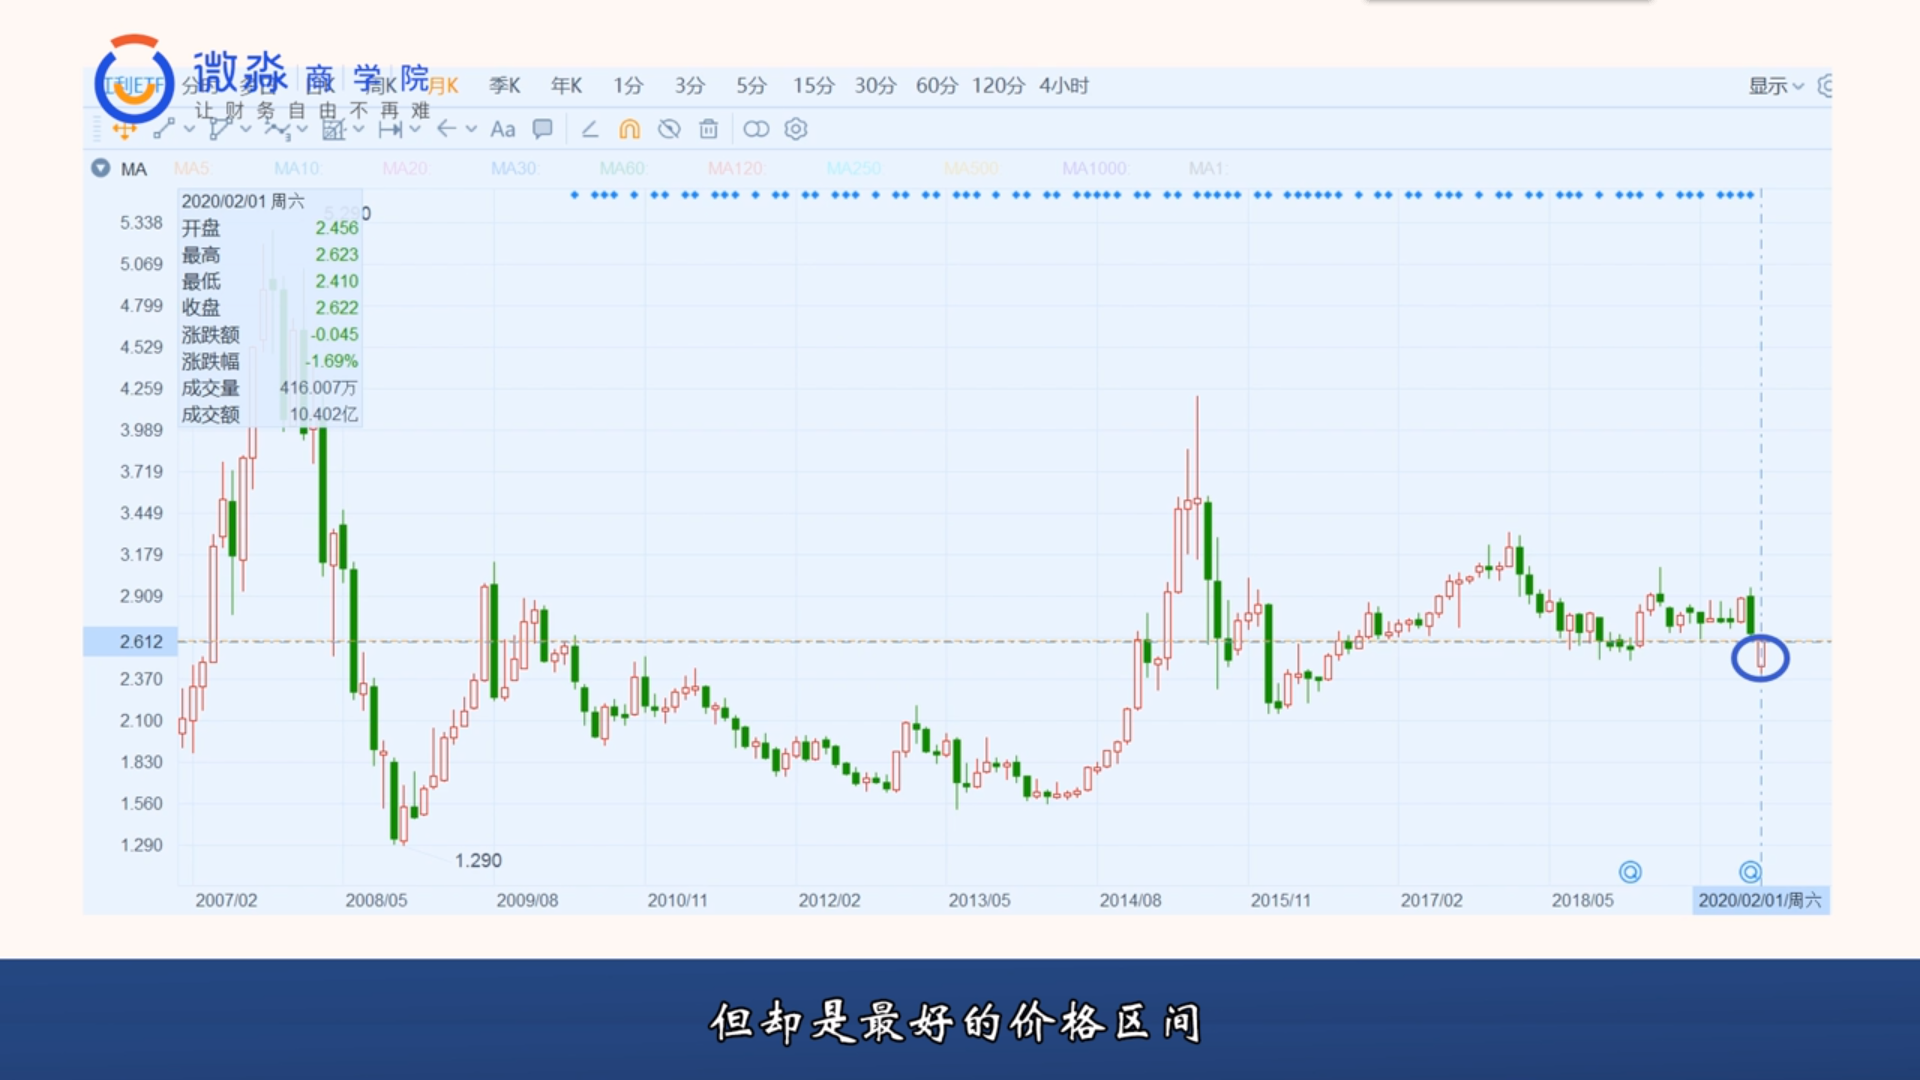 微淼商学院
让财务自由不再难
红利ETF 分时 多日 日K 周K 月K 季K 年K 1分 3分 5分 15分 30分 60分 120分 4小时 显示
Aa
MA MA5: MA10: MA20: MA30: MA60: MA120: MA250: MA500: MA1000: MA1:
2020/02/01 周六
5.290
开盘 2.456
最高 2.623
最低 2.410
收盘 2.622
涨跌额 -0.045
涨跌幅 -1.69%
成交量 416.007万
成交额 10.402亿
5.338
5.069
4.799
4.529
4.259
3.989
3.719
3.449
3.179
2.909
2.612
2.370
2.100
1.830
1.560
1.290
1.290
2007/02 2008/05 2009/08 2010/11 2012/02 2013/05 2014/08 2015/11 2017/02 2018/05 2020/02/01/周六
但却是最好的价格区间